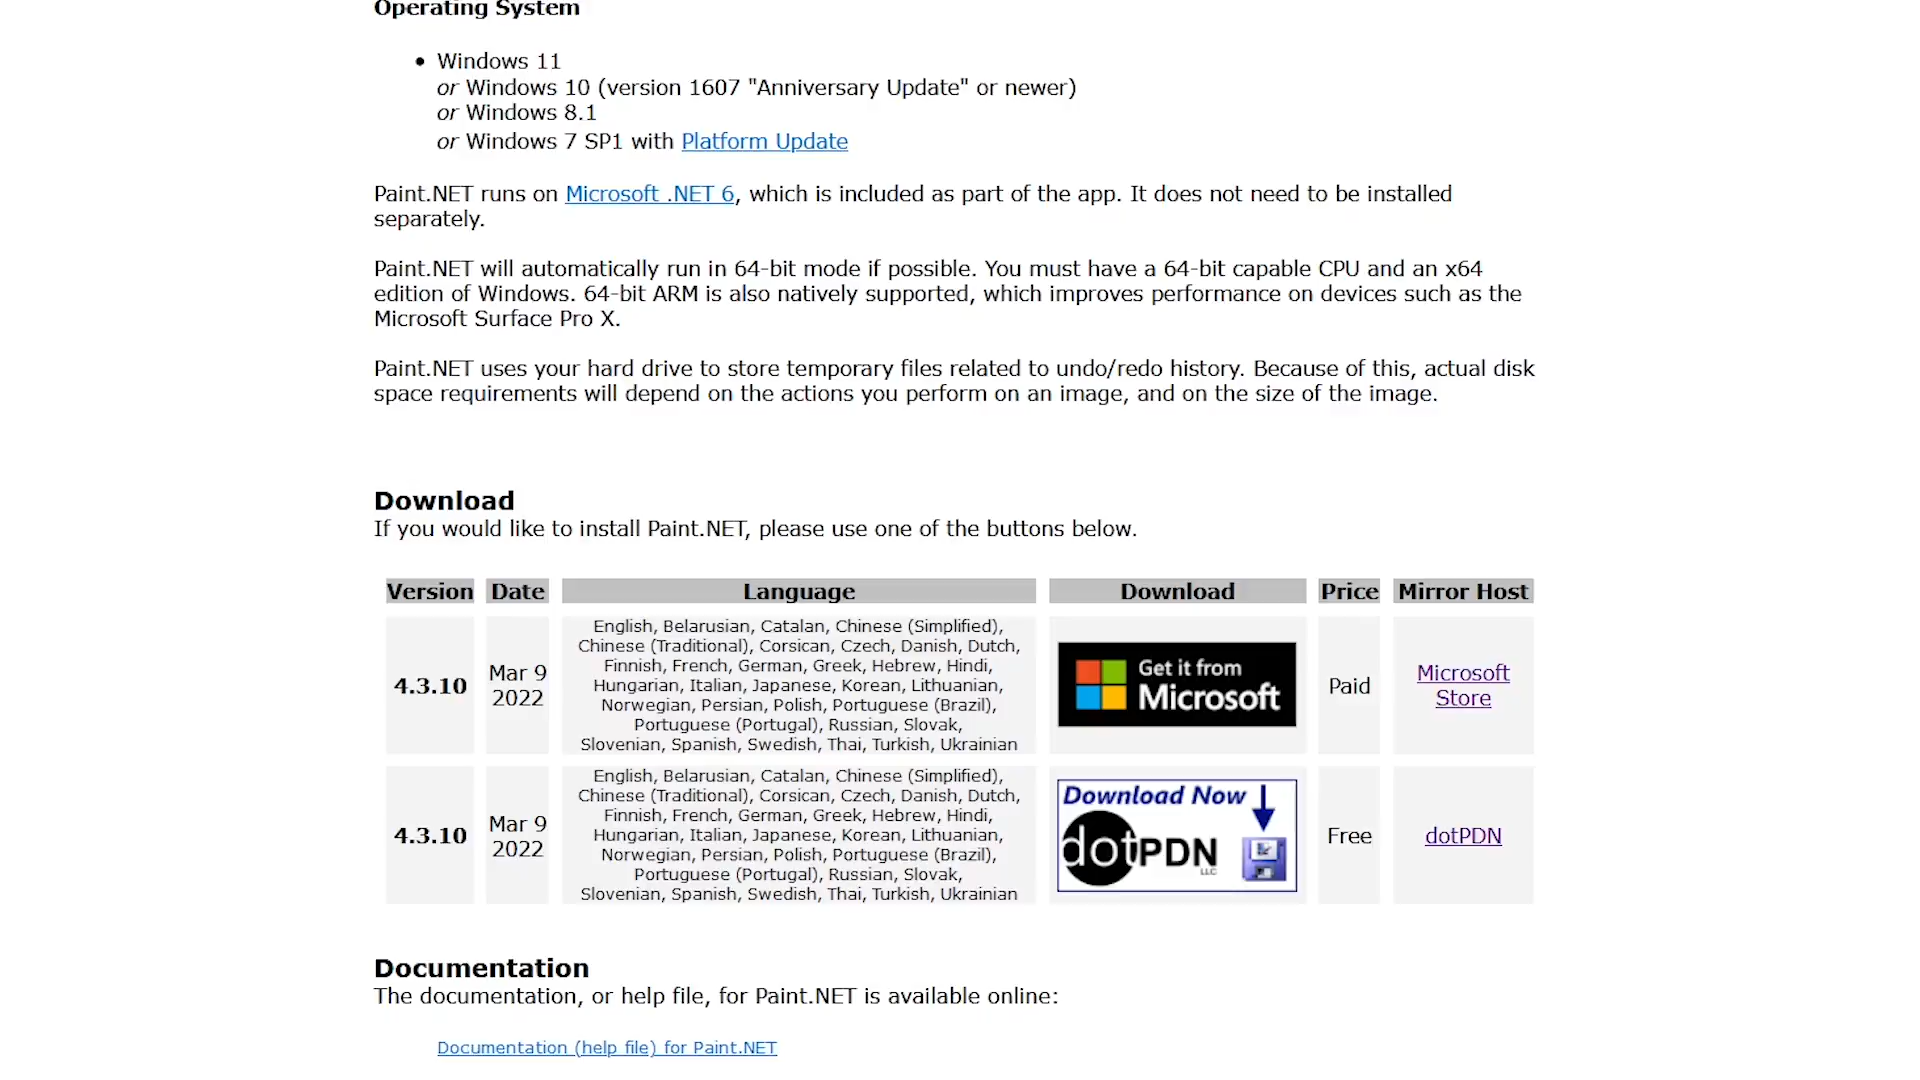 Operating System
Windows 11
or Windows 10 (version 1607 "Anniversary Update" or newer)
or Windows 8.1
or Windows 7 SP1 with Platform Update
Paint.NET runs on Microsoft .NET 6, which is included as part of the app. It does not need to be installed
separately.
Paint.NET will automatically run in 64-bit mode if possible. You must have a 64-bit capable CPU and an x64
edition of Windows. 64-bit ARM is also natively supported, which improves performance on devices such as the
Microsoft Surface Pro X.
Paint.NET uses your hard drive to store temporary files related to undo/redo history. Because of this, actual disk
space requirements will depend on the actions you perform on an image, and on the size of the image.
Download
If you would like to install Paint.NET, please use one of the buttons below.
Version Date Language Download Price Mirror Host
4.3.10
Mar 9
2022
English, Belarusian, Catalan, Chinese (Simplified),
Chinese (Traditional), Corsican, Czech, Danish, Dutch,
Finnish, French, German, Greek, Hebrew, Hindi,
Hungarian, Italian, Japanese, Korean, Lithuanian,
Norwegian, Persian, Polish, Portuguese (Brazil),
Portuguese (Portugal), Russian, Slovak,
Slovenian, Spanish, Swedish, Thai, Turkish, Ukrainian
Get it from
Microsoft
Paid
Microsoft
Store
4.3.10
Mar 9
2022
English, Belarusian, Catalan, Chinese (Simplified),
Chinese (Traditional), Corsican, Czech, Danish, Dutch,
Finnish, French, German, Greek, Hebrew, Hindi,
Hungarian, Italian, Japanese, Korean, Lithuanian,
Norwegian, Persian, Polish, Portuguese (Brazil),
Portuguese (Portugal), Russian, Slovak,
Slovenian, Spanish, Swedish, Thai, Turkish, Ukrainian
Download Now
dotPDN
LLC
Free
dotPDN
Documentation
The documentation, or help file, for Paint.NET is available online:
Documentation (help file) for Paint.NET